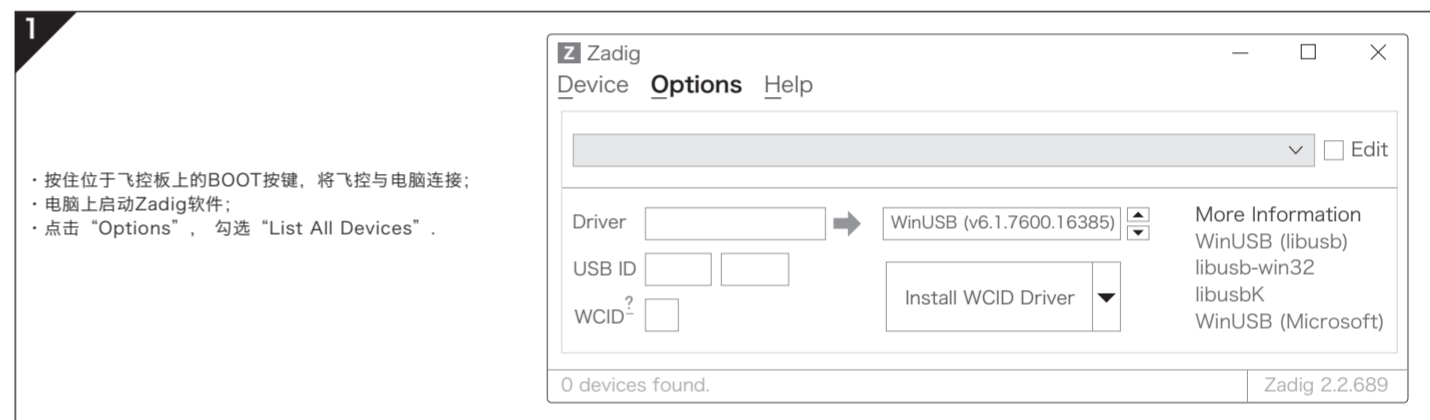 1
· 按住位于飞控板上的BOOT按键，将飞控与电脑连接；
· 电脑上启动Zadig软件；
· 点击“Options”, 勾选“List All Devices”.
Z Zadig
Device Options Help
Edit
Driver
WinUSB (v6.1.7600.16385)
USB ID
WCID?
Install WCID Driver
More Information
WinUSB (libusb)
libusb-win32
libusbK
WinUSB (Microsoft)
0 devices found.
Zadig 2.2.689